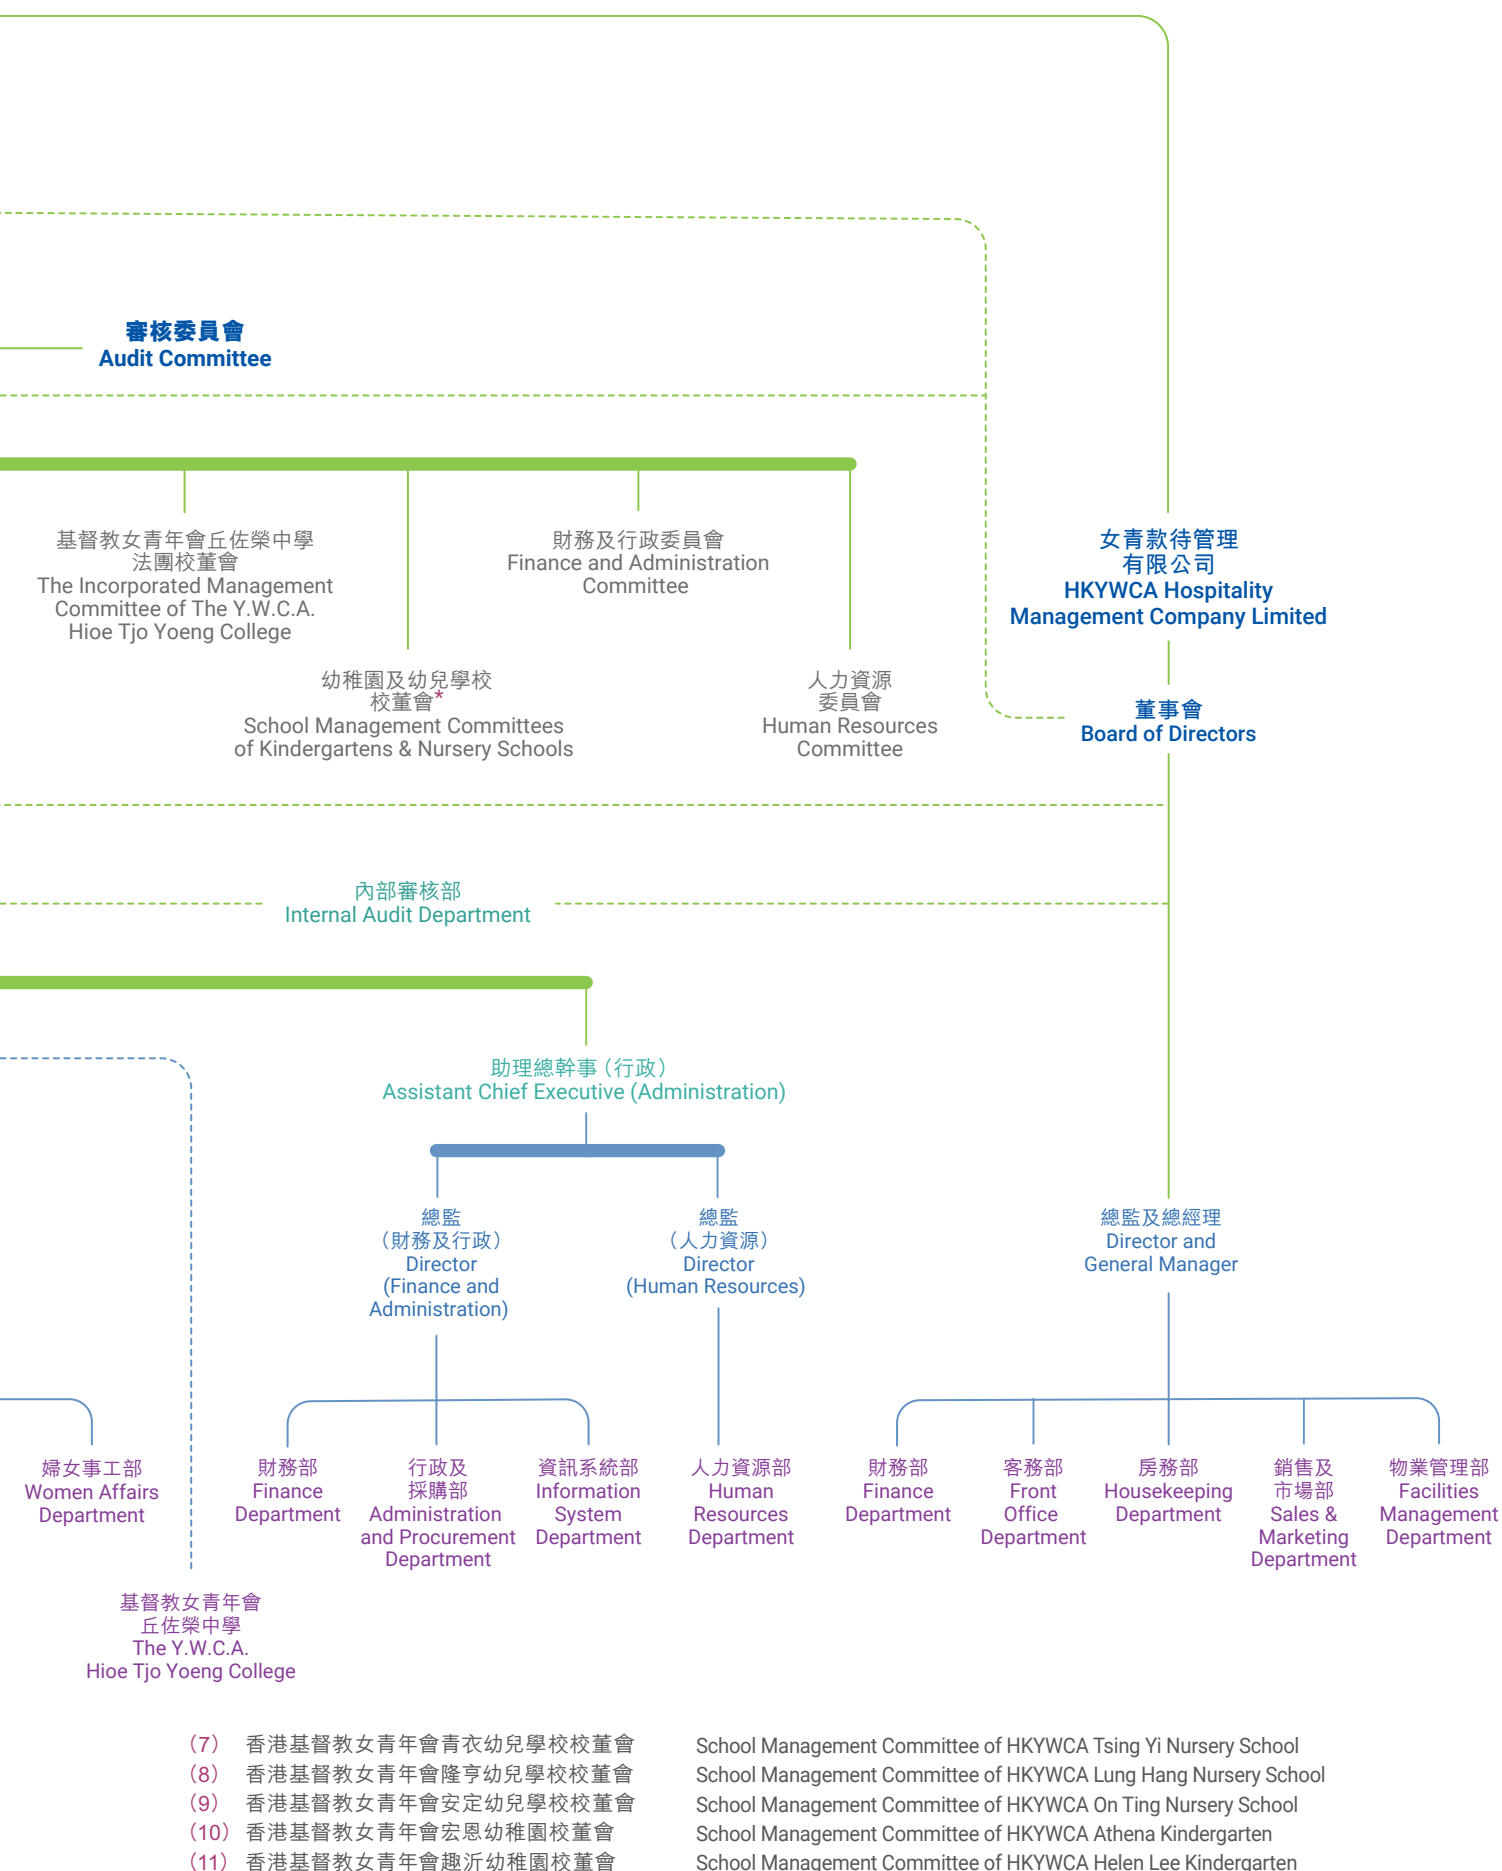 審核委員會
Audit Committee
基督教女青年會丘佐榮中學
法團校董會
The Incorporated Management
Committee of The Y.W.C.A.
Hioe Tjo Yoeng College
財務及行政委員會
Finance and Administration
Committee
女青款待管理
有限公司
HKYWCA Hospitality
Management Company Limited
幼稚園及幼兒學校
校董會*
School Management Committees
of Kindergartens & Nursery Schools
人力資源
委員會
Human Resources
Committee
董事會
Board of Directors
內部審核部
Internal Audit Department
助理總幹事（行政）
Assistant Chief Executive (Administration)
總監
（財務及行政）
Director
(Finance and
Administration)
總監
（人力資源）
Director
(Human Resources)
總監及總經理
Director and
General Manager
婦女事工部
Women Affairs
Department
財務部
Finance
Department
行政及
採購部
Administration
and Procurement
Department
資訊系統部
Information
System
Department
人力資源部
Human
Resources
Department
財務部
Finance
Department
客務部
Front
Office
Department
房務部
Housekeeping
Department
銷售及
市場部
Sales &
Marketing
Department
物業管理部
Facilities
Management
Department
基督教女青年會
丘佐榮中學
The Y.W.C.A.
Hioe Tjo Yoeng College
（7） 香港基督教女青年會青衣幼兒學校校董會 School Management Committee of HKYWCA Tsing Yi Nursery School
（8） 香港基督教女青年會隆亨幼兒學校校董會 School Management Committee of HKYWCA Lung Hang Nursery School
（9） 香港基督教女青年會安定幼兒學校校董會 School Management Committee of HKYWCA On Ting Nursery School
（10） 香港基督教女青年會宏恩幼稚園校董會 School Management Committee of HKYWCA Athena Kindergarten
（11） 香港基督教女青年會趣沂幼稚園校董會 School Management Committee of HKYWCA Helen Lee Kindergarten